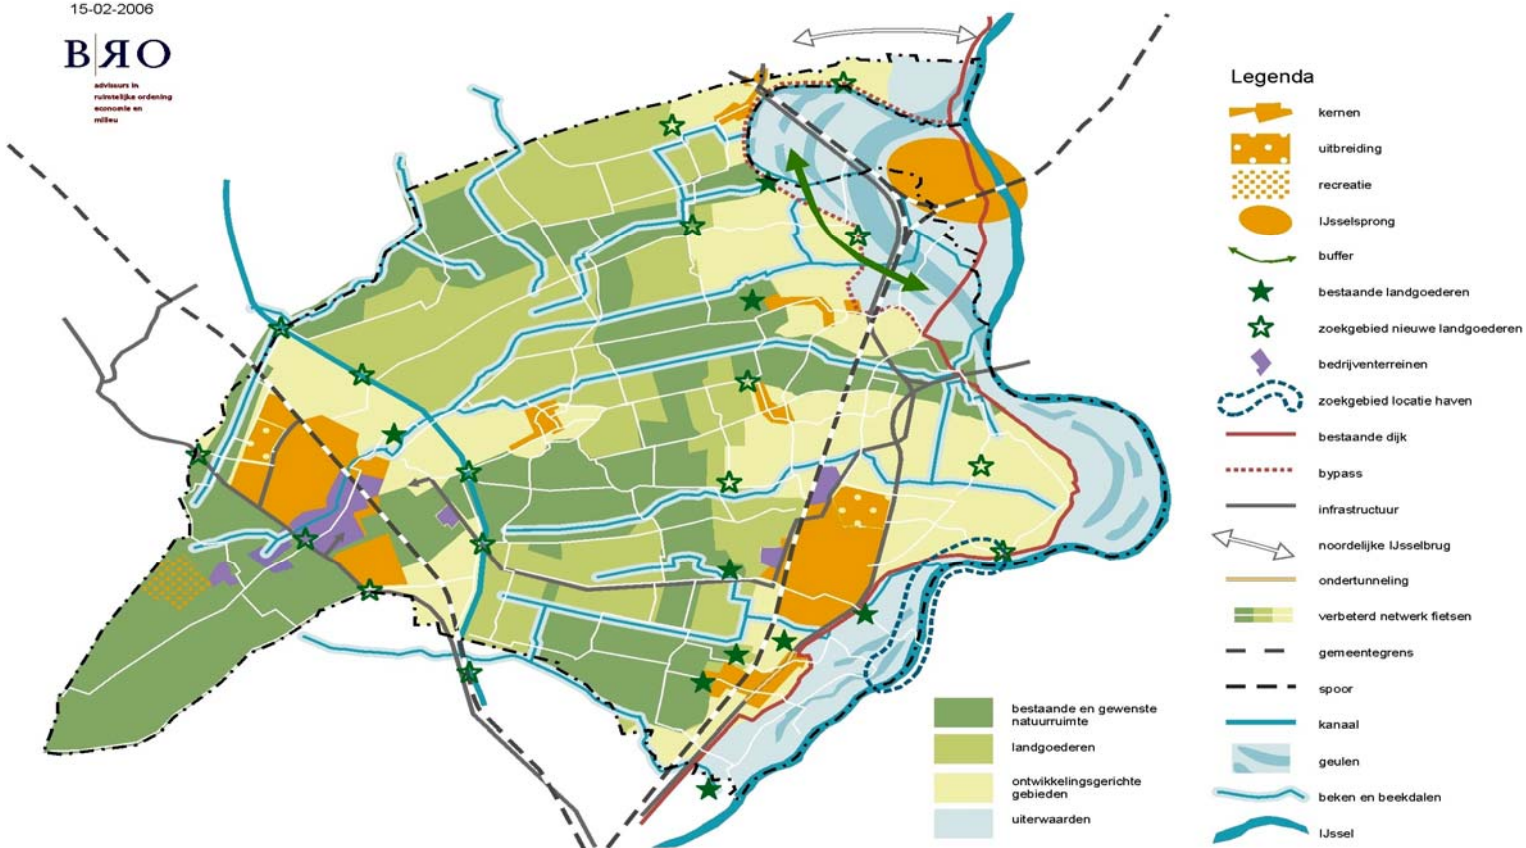 15-02-2006
BRO
adviseurs in
ruimtelijke ordening
economie en
milieu
Legenda
kernen
uitbreiding
recreatie
IJsselsprong
buffer
bestaande landgoederen
zoekgebied nieuwe landgoederen
bedrijventerreinen
zoekgebied locatie haven
bestaande dijk
bypass
infrastructuur
noordelijke IJsselbrug
ondertunneling
verbeterd netwerk fietsen
gemeentegrens
spoor
kanaal
geulen
beken en beekdalen
IJssel
bestaande en gewenste
natuurruimte
landgoederen
ontwikkelingsgerichte
gebieden
uiterwaarden